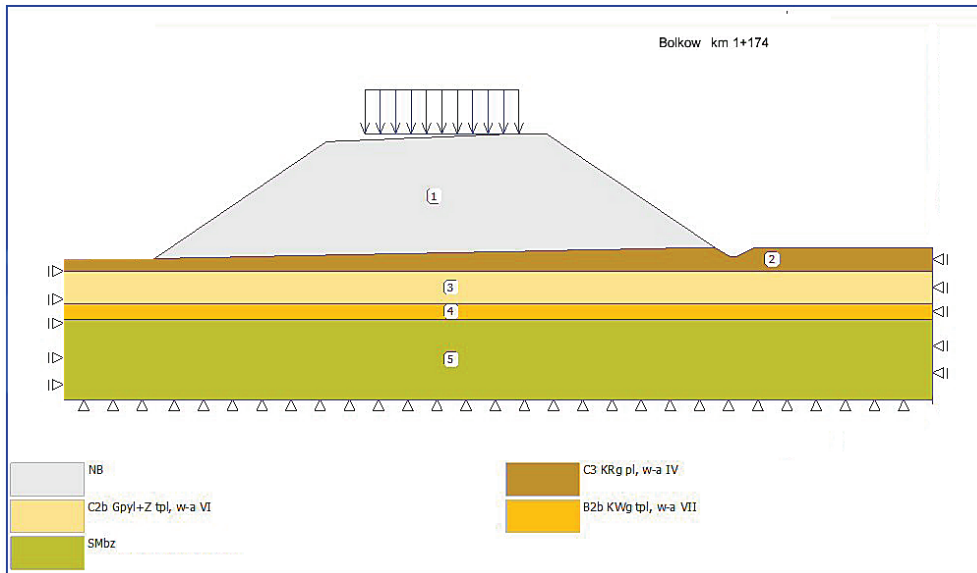 Bolkow km 1+174
1
2
3
4
5
NB
C3 KRg pl, w-a IV
C2b Gpyl+Z tpl, w-a VI
B2b KWg tpl, w-a VII
SMbz